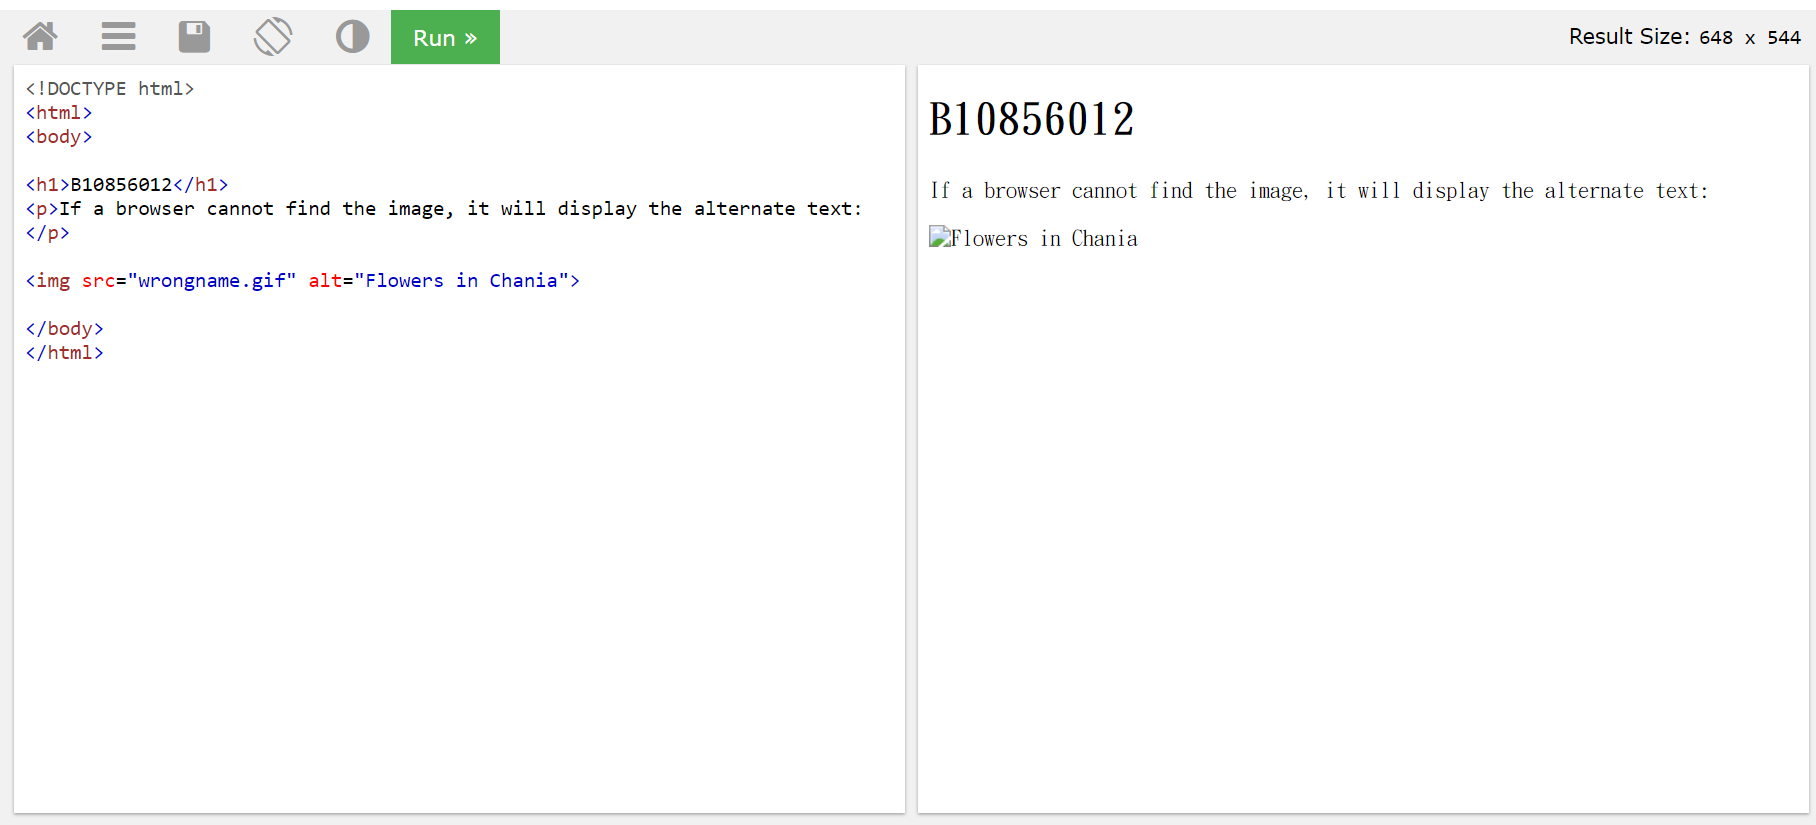 Run »
Result Size: 648 x 544
<!DOCTYPE html>
<html>
<body>
<h1>B10856012</h1>
<p>If a browser cannot find the image, it will display the alternate text:
</p>
<img src="wrongname.gif" alt="Flowers in Chania">
</body>
</html>
B10856012
If a browser cannot find the image, it will display the alternate text:
Flowers in Chania